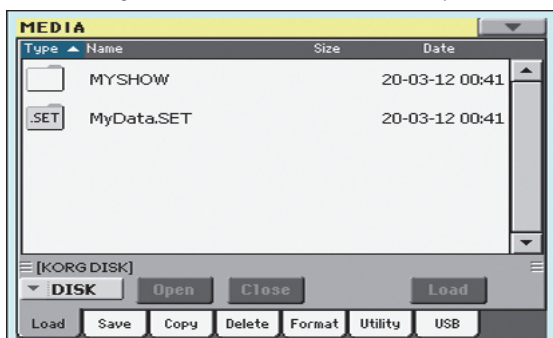 MEDIA
Type Name Size Date
MYSHOW 20-03-12 00:41
.SET MyData.SET 20-03-12 00:41
[KORG DISK]
DISK Open Close Load
Load Save Copy Delete Format Utility USB